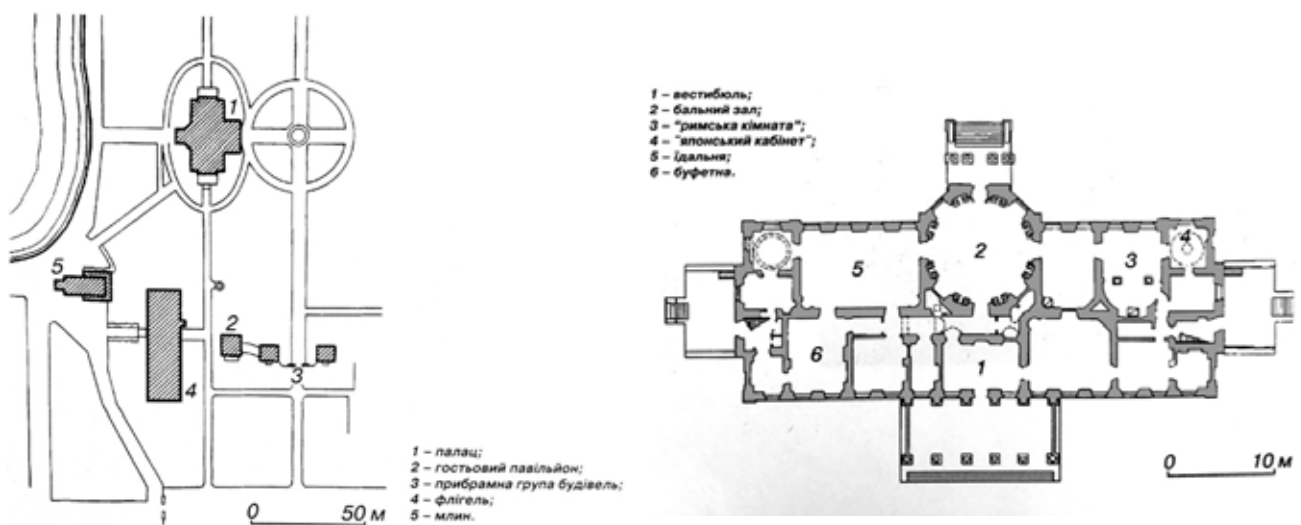 1
5
2
3
4
1 – палац;
2 – гостьовий павільйон;
3 – прибрамна група будівель;
4 – флігель;
5 – млин.
0 50 м
1 – вестибюль;
2 – бальний зал;
3 – "римська кімната";
4 – "японський кабінет";
5 – їдальня;
6 – буфетна.
4
2
3
5
6
1
0 10 м